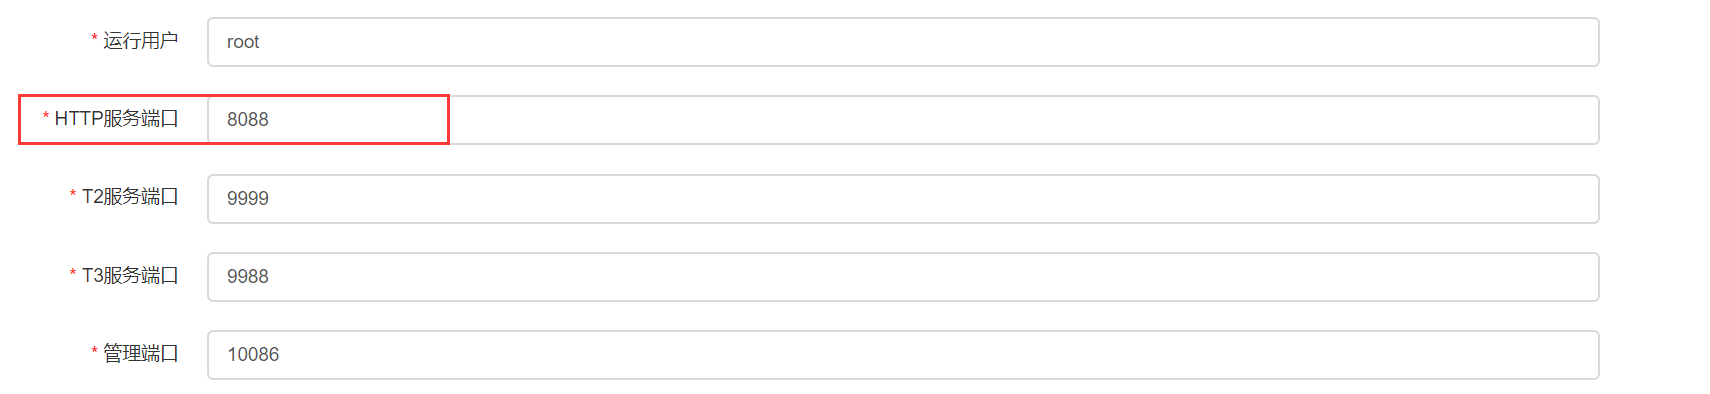 * 运行用户 root
* HTTP服务端口 8088
* T2服务端口 9999
* T3服务端口 9988
* 管理端口 10086